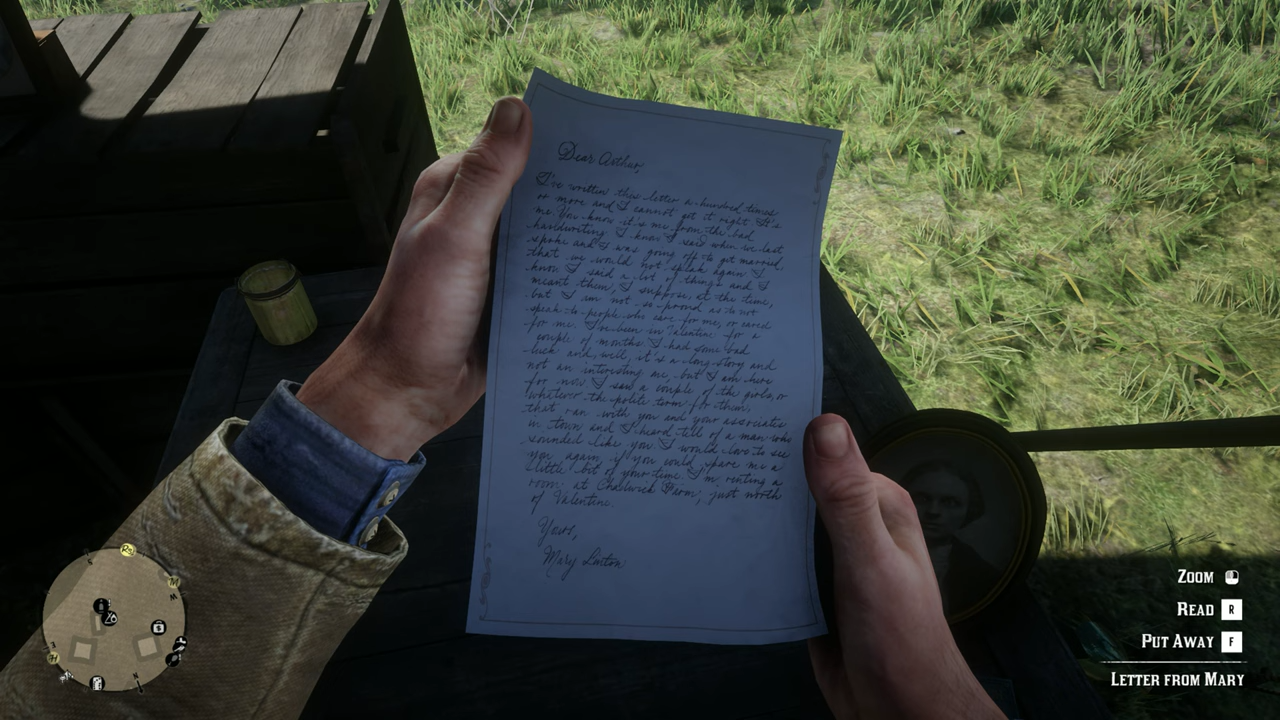 Dear Arthur,
I've written this letter a hundred times
or more and I cannot get it right. It's
me. You know it's me from the bad
handwriting. I know I said when we last
spoke and I was going off to get married,
that we would not speak again. I
know I said a lot of things and I
meant them, I suppose, at the time,
but I am not so proud as to not
speak to people who care for me, or cared
for me. I've been in Valentine for a
couple of months. I had some bad
luck and, well, it's a long story and
not an interesting one, but I am here
for now. I saw a couple of the girls, or
whatever the polite term for them,
that ran with you and your associates
in town and I heard tell of a man who
sounded like you. I would love to see
you again, if you could spare me a
little bit of your time. I'm renting a
room at Chadwick Farm, just north
of Valentine.
Yours,
Mary Linton
ZOOM
READ R
PUT AWAY F
LETTER FROM MARY